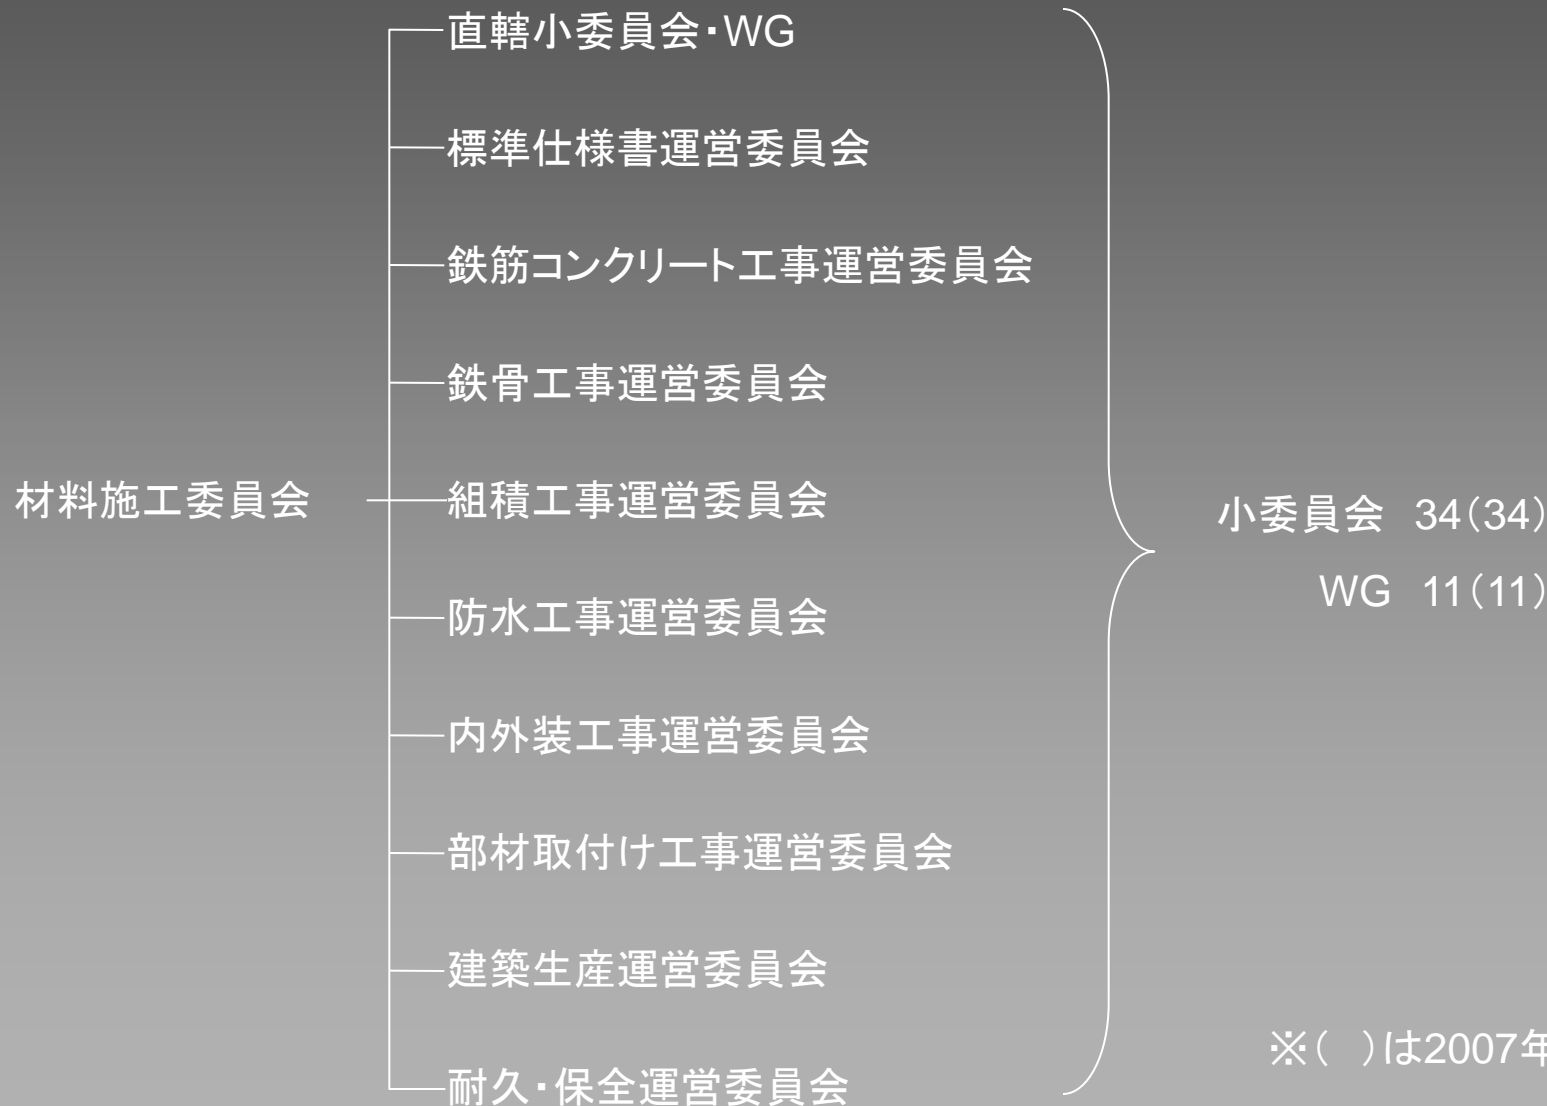 直轄小委員会・WG
標準仕様書運営委員会
鉄筋コンクリート工事運営委員会
鉄骨工事運営委員会
材料施工委員会
組積工事運営委員会
防水工事運営委員会
内外装工事運営委員会
部材取付け工事運営委員会
建築生産運営委員会
耐久・保全運営委員会
小委員会 34(34)
WG 11(11)
※( )は2007年